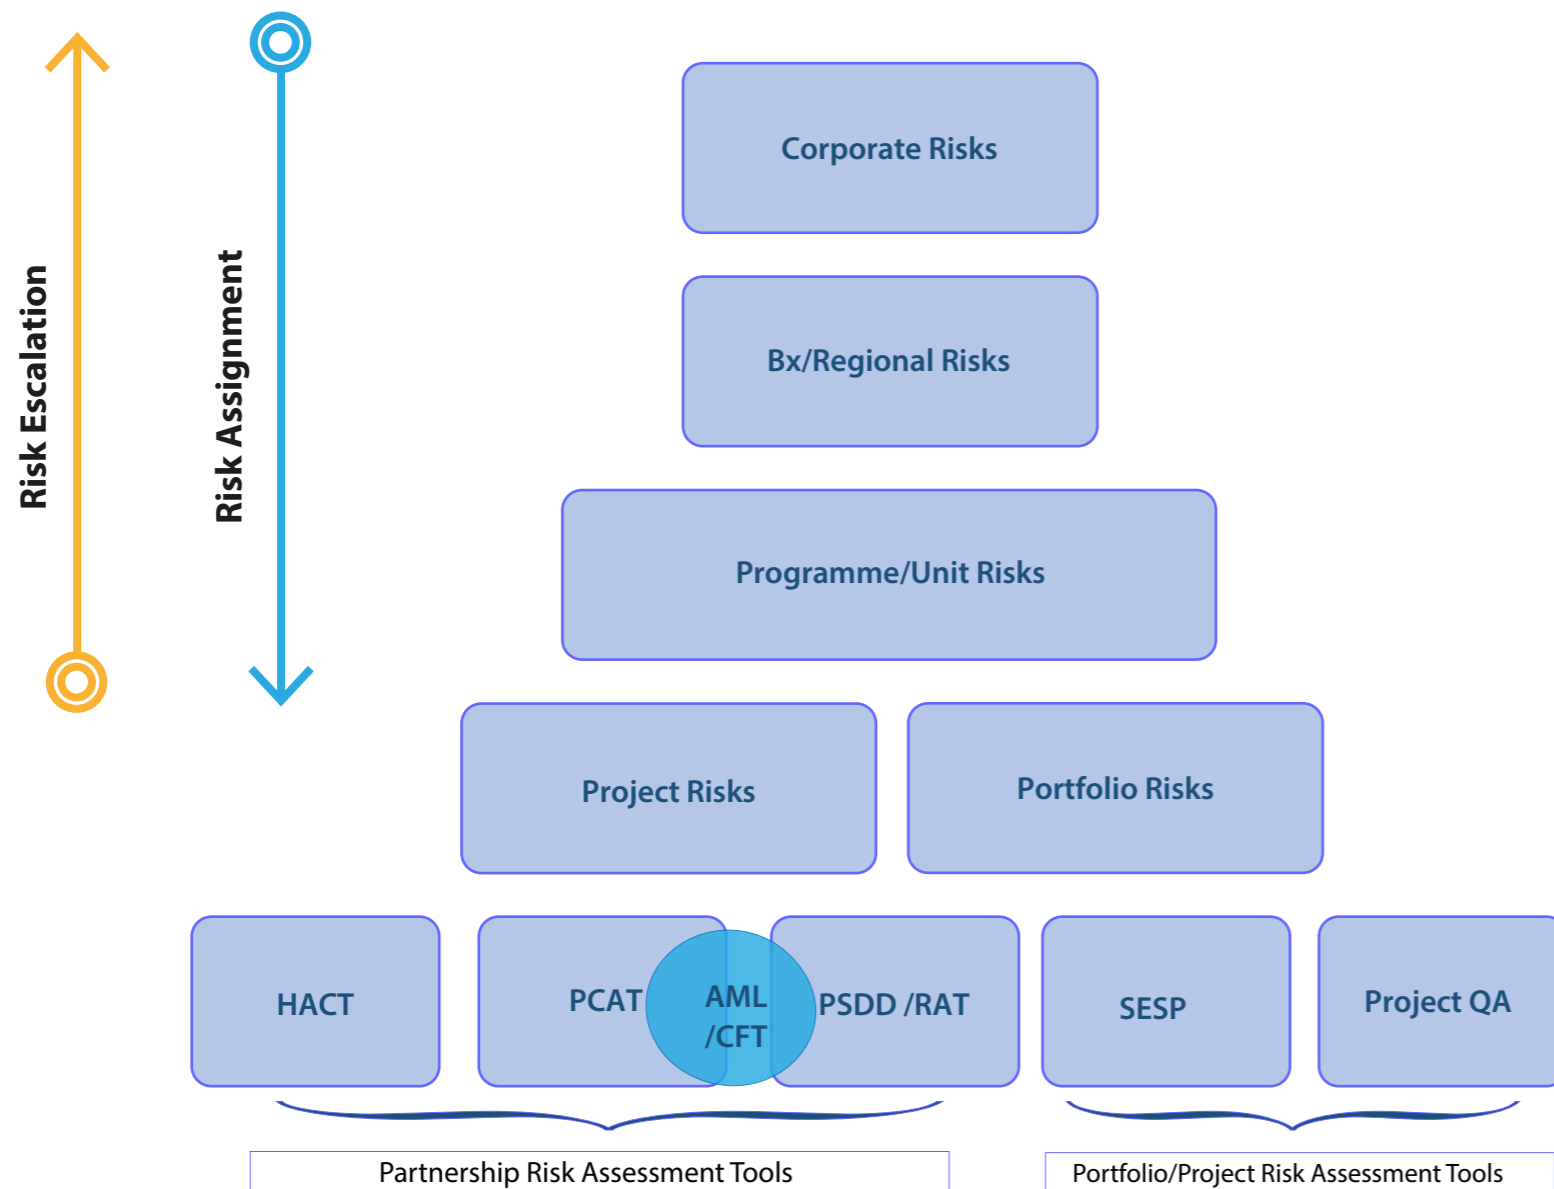 Risk Escalation
Risk Assignment
Corporate Risks
Bx/Regional Risks
Programme/Unit Risks
Project Risks
Portfolio Risks
HACT
PCAT
AML
/CFT
PSDD /RAT
SESP
Project QA
Partnership Risk Assessment Tools
Portfolio/Project Risk Assessment Tools